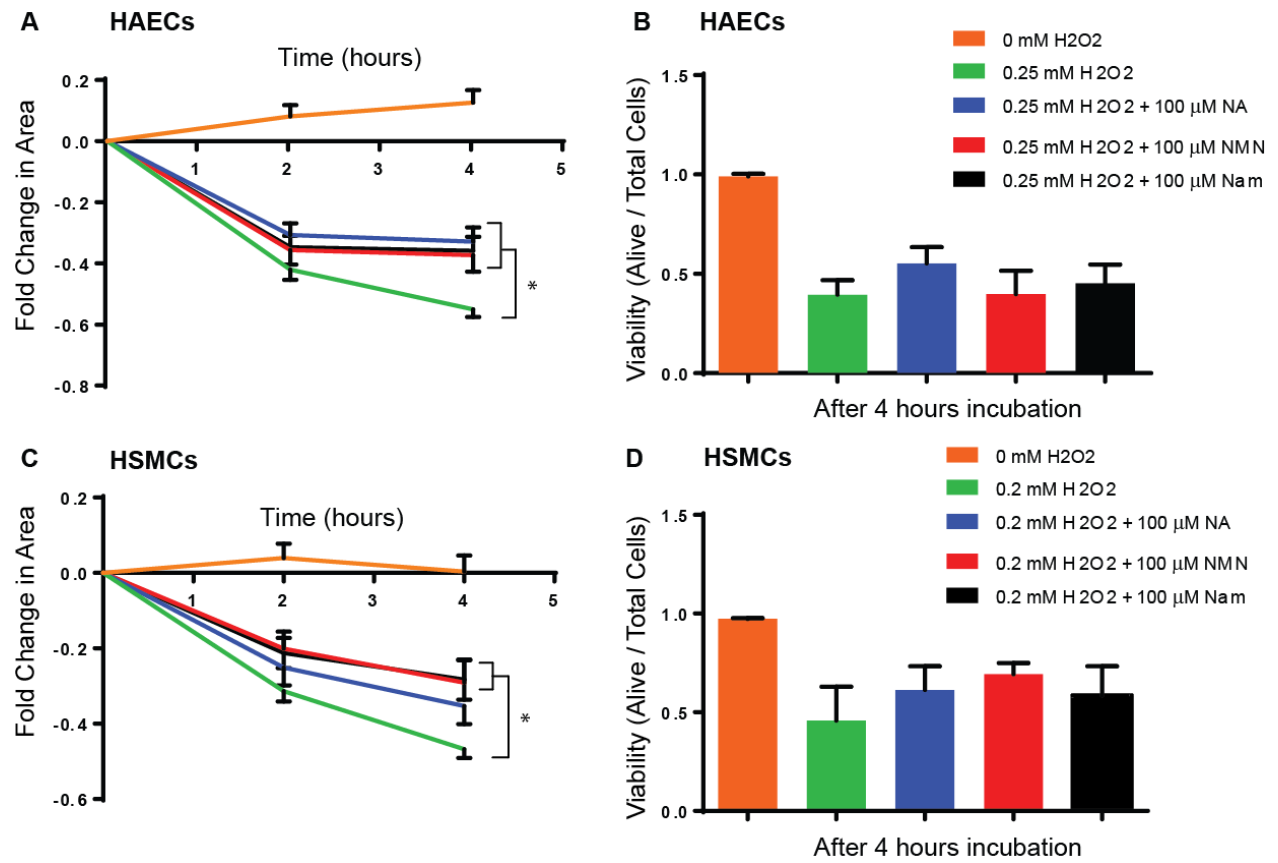 A HAECs
Time (hours)
Fold Change in Area
0.2
0.0
-0.2
-0.4
-0.6
-0.8
1 2 3 4 5
*
B HAECs
0 mM H2O2
0.25 mM H2O2
0.25 mM H2O2 + 100 μM NA
0.25 mM H2O2 + 100 μM NMN
0.25 mM H2O2 + 100 μM Nam
Viability (Alive / Total Cells)
1.5
1.0
0.5
0.0
After 4 hours incubation
C HSMCs
Time (hours)
Fold Change in Area
0.2
0.0
-0.2
-0.4
-0.6
1 2 3 4 5
*
D HSMCs
0 mM H2O2
0.2 mM H2O2
0.2 mM H2O2 + 100 μM NA
0.2 mM H2O2 + 100 μM NMN
0.2 mM H2O2 + 100 μM Nam
Viability (Alive / Total Cells)
1.5
1.0
0.5
0.0
After 4 hours incubation